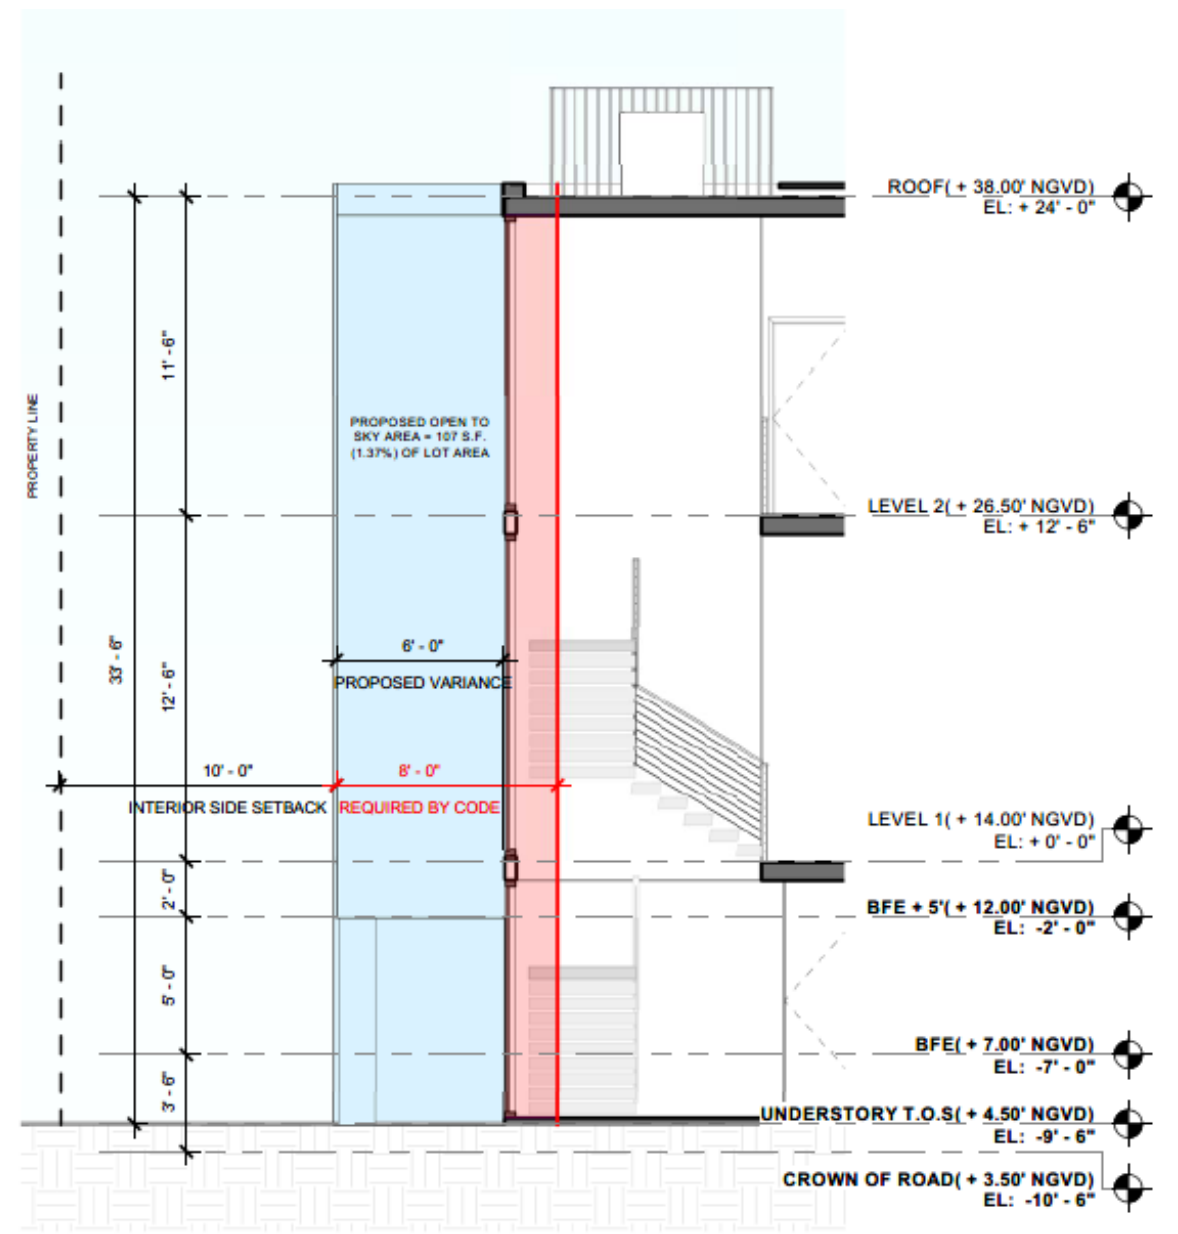 ROOF( + 38.00' NGVD)
EL: + 24' - 0"
11' - 6"
PROPERTY LINE
PROPOSED OPEN TO
SKY AREA = 107 S.F.
(1.37%) OF LOT AREA
LEVEL 2( + 26.50' NGVD)
EL: + 12' - 6"
33' - 6"
12' - 6"
6' - 0"
PROPOSED VARIANCE
10' - 0"
8' - 0"
INTERIOR SIDE SETBACK
REQUIRED BY CODE
LEVEL 1( + 14.00' NGVD)
EL: + 0' - 0"
2' - 0"
BFE + 5'( + 12.00' NGVD)
EL: -2' - 0"
5' - 0"
BFE( + 7.00' NGVD)
EL: -7' - 0"
3' - 6"
UNDERSTORY T.O.S( + 4.50' NGVD)
EL: -9' - 6"
CROWN OF ROAD( + 3.50' NGVD)
EL: -10' - 6"